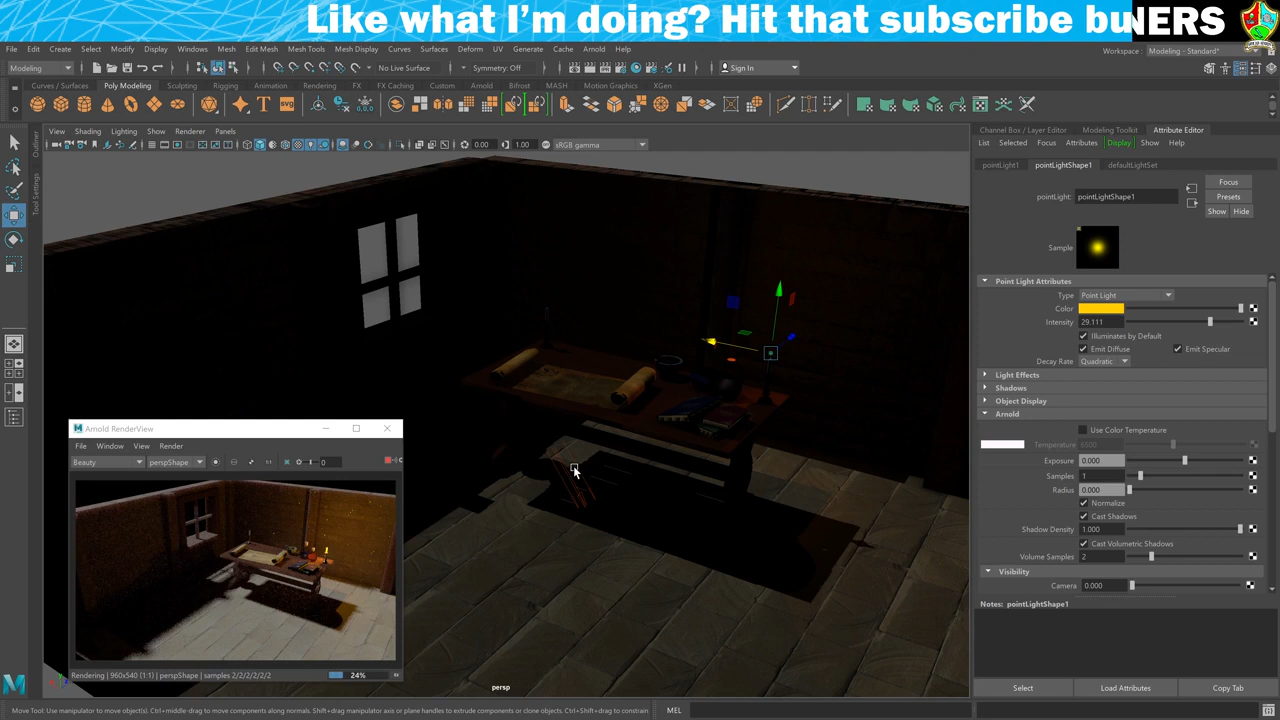 Like what I'm doing? Hit that subscribe bu
NERS
File Edit Create Select Modify Display Windows Mesh Edit Mesh Mesh Tools Mesh Display Curves Surfaces Deform UV Generate Cache Arnold Help
Workspace : Modeling - Standard*
Modeling
No Live Surface
Symmetry: Off
Sign In
Curves / Surfaces Poly Modeling Sculpting Rigging Animation Rendering FX FX Caching Custom Arnold Bifrost MASH Motion Graphics XGen
Outliner
Tool Settings
View Shading Lighting Show Renderer Panels
0.00 1.00 sRGB gamma
Channel Box / Layer Editor Modeling Toolkit Attribute Editor
List Selected Focus Attributes Display Show Help
pointLight1 pointLightShape1 defaultLightSet
pointLight: pointLightShape1
Focus
Presets
Show Hide
Sample
Point Light Attributes
Type Point Light
Color
Intensity 29.111
Illuminates by Default
Emit Diffuse Emit Specular
Decay Rate Quadratic
Light Effects
Shadows
Object Display
Arnold
Use Color Temperature
Temperature 6500
Exposure 0.000
Samples 1
Radius 0.000
Normalize
Cast Shadows
Shadow Density 1.000
Cast Volumetric Shadows
Volume Samples 2
Visibility
Camera 0.000
Notes: pointLightShape1
Select Load Attributes Copy Tab
Arnold RenderView
File Window View Render
Beauty perspShape 1:1 0
Rendering | 960x540 (1:1) | perspShape | samples 2/2/2/2/2/2 24%
persp
Move Tool: Use manipulator to move object(s). Ctrl+middle-drag to move components along normals. Shift+drag manipulator axis or plane handles to extrude components or clone objects. Ctrl+Shift+drag to constrain
MEL